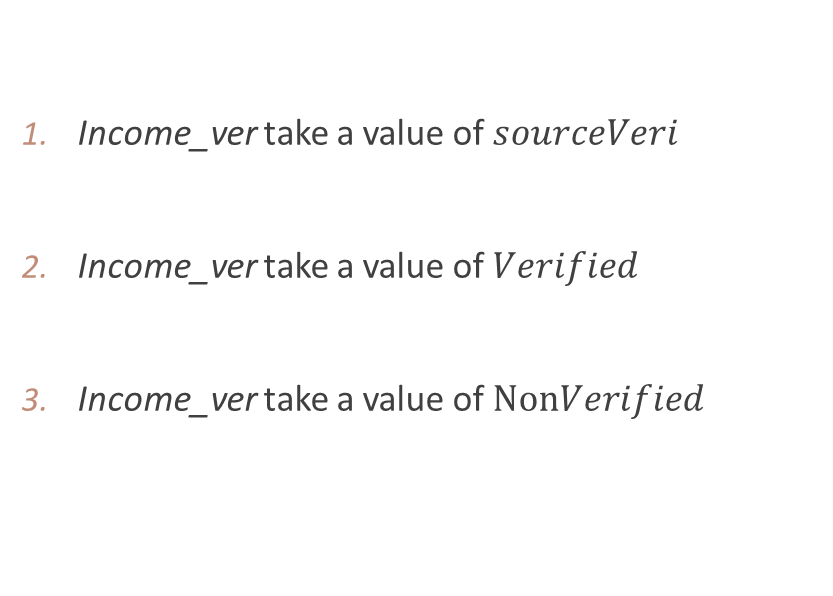 1. Income_ver take a value of sourceVeri
2. Income_ver take a value of Verified
3. Income_ver take a value of NonVerified